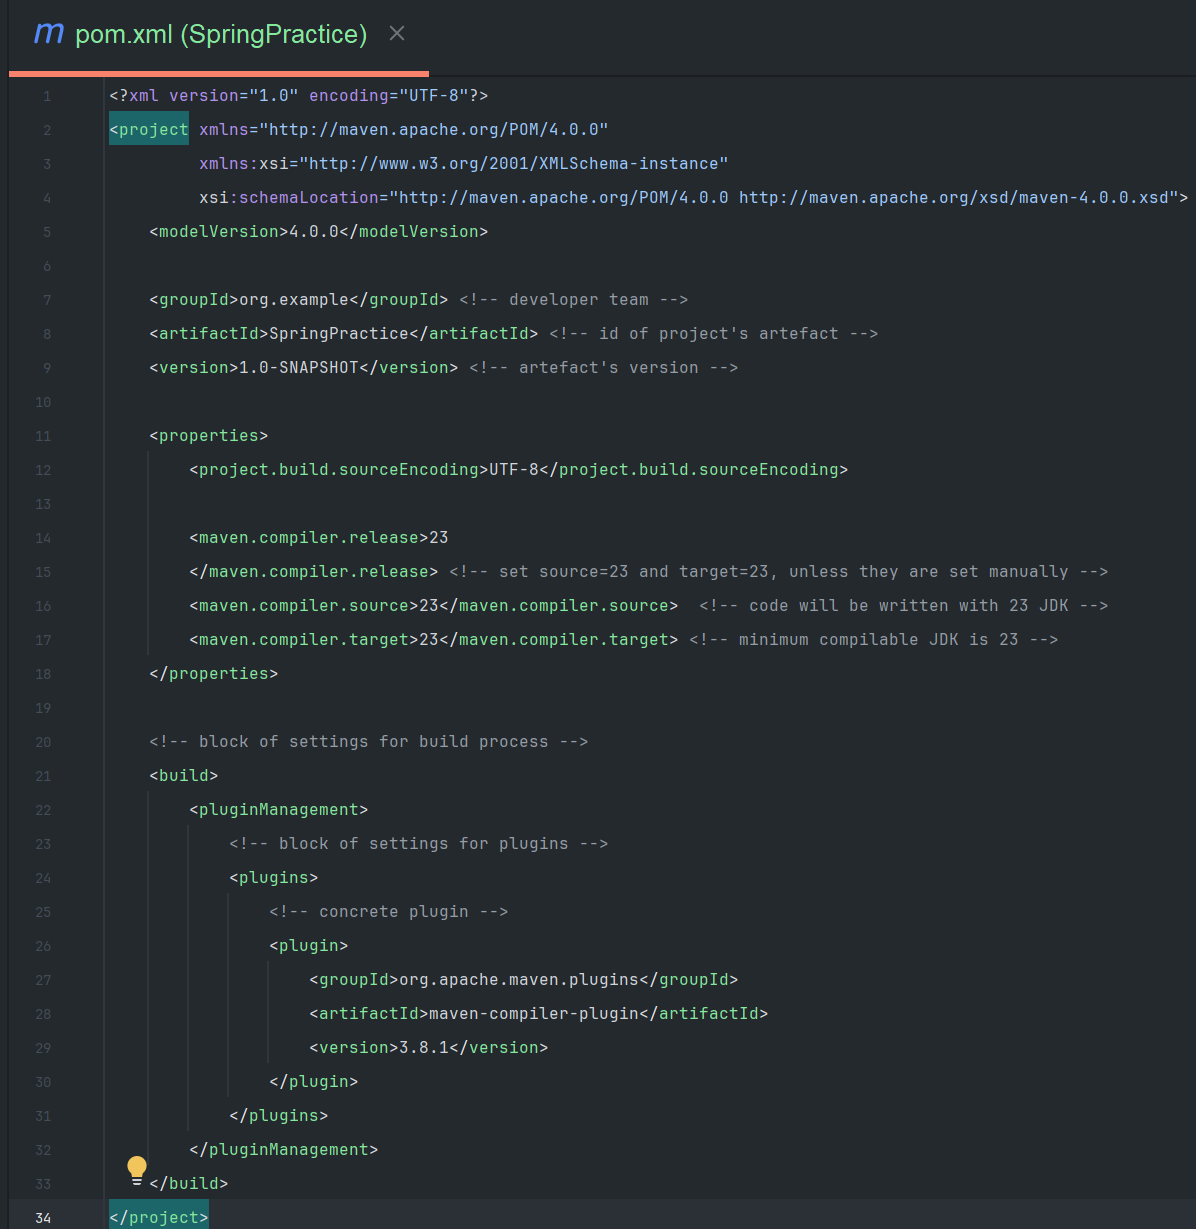 m pom.xml (SpringPractice) ×
1 <?xml version="1.0" encoding="UTF-8"?>
2 <project xmlns="http://maven.apache.org/POM/4.0.0"
3          xmlns:xsi="http://www.w3.org/2001/XMLSchema-instance"
4          xsi:schemaLocation="http://maven.apache.org/POM/4.0.0 http://maven.apache.org/xsd/maven-4.0.0.xsd">
5     <modelVersion>4.0.0</modelVersion>
6
7     <groupId>org.example</groupId> <!-- developer team -->
8     <artifactId>SpringPractice</artifactId> <!-- id of project's artefact -->
9     <version>1.0-SNAPSHOT</version> <!-- artefact's version -->
10
11     <properties>
12         <project.build.sourceEncoding>UTF-8</project.build.sourceEncoding>
13
14         <maven.compiler.release>23
15         </maven.compiler.release> <!-- set source=23 and target=23, unless they are set manually -->
16         <maven.compiler.source>23</maven.compiler.source>  <!-- code will be written with 23 JDK -->
17         <maven.compiler.target>23</maven.compiler.target> <!-- minimum compilable JDK is 23 -->
18     </properties>
19
20     <!-- block of settings for build process -->
21     <build>
22         <pluginManagement>
23             <!-- block of settings for plugins -->
24             <plugins>
25                 <!-- concrete plugin -->
26                 <plugin>
27                     <groupId>org.apache.maven.plugins</groupId>
28                     <artifactId>maven-compiler-plugin</artifactId>
29                     <version>3.8.1</version>
30                 </plugin>
31             </plugins>
32         </pluginManagement>
33     </build>
34 </project>